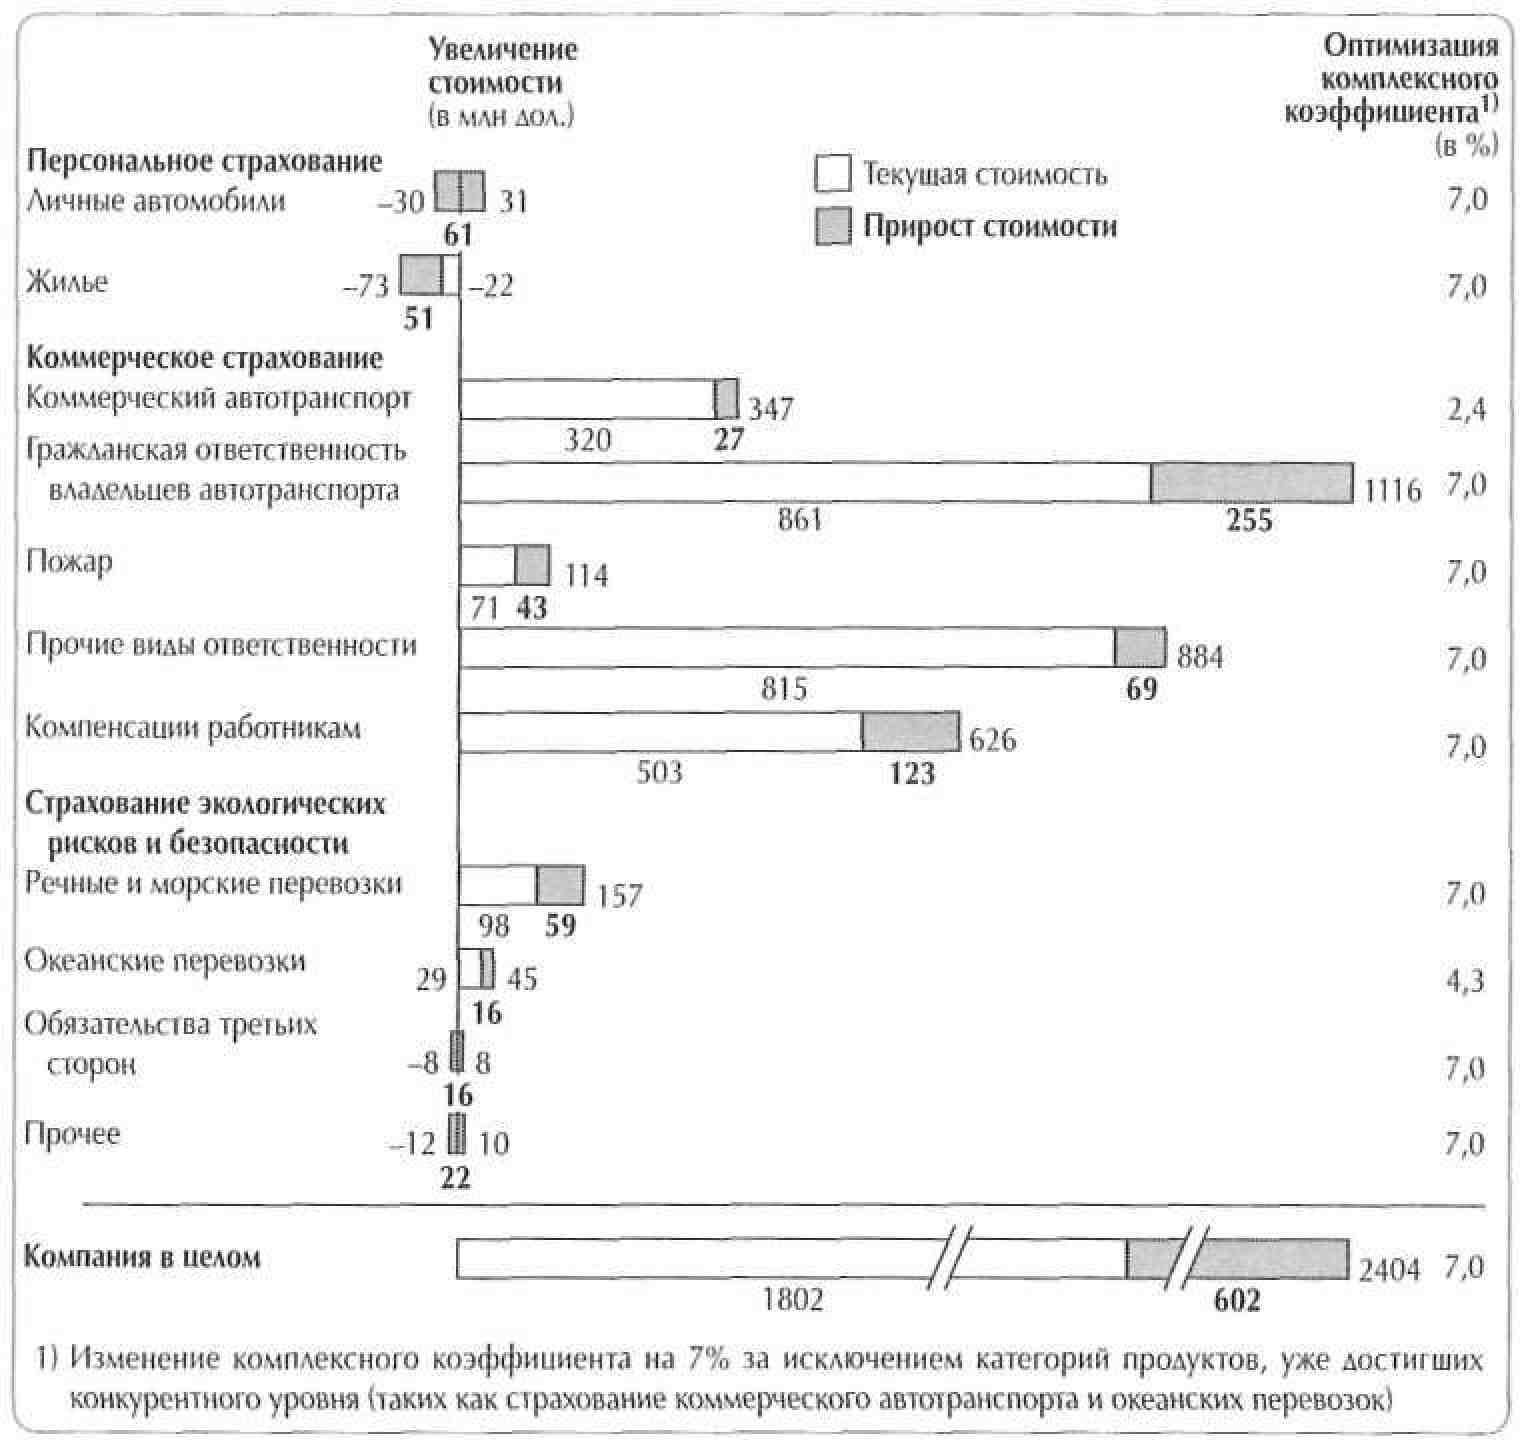 Увеличение
стоимости
(в млн дол.)
Оптимизация
комплексного
коэффициента1)
(в %)
Текущая стоимость
Прирост стоимости
Персональное страхование
Личные автомобили –30 31 7,0
61
Жилье –73 –22 7,0
51
Коммерческое страхование
Коммерческий автотранспорт 347 2,4
320 27
Гражданская ответственность
владельцев автотранспорта 1116 7,0
861 255
Пожар 114 7,0
71 43
Прочие виды ответственности 884 7,0
815 69
Компенсации работникам 626 7,0
503 123
Страхование экологических
рисков и безопасности
Речные и морские перевозки 157 7,0
98 59
Океанские перевозки 29 45 4,3
16
Обязательства третьих
сторон –8 8 7,0
16
Прочее –12 10 7,0
22
Компания в целом 2404 7,0
1802 602
1) Изменение комплексного коэффициента на 7% за исключением категорий продуктов, уже достигших
конкурентного уровня (таких как страхование коммерческого автотранспорта и океанских перевозок)